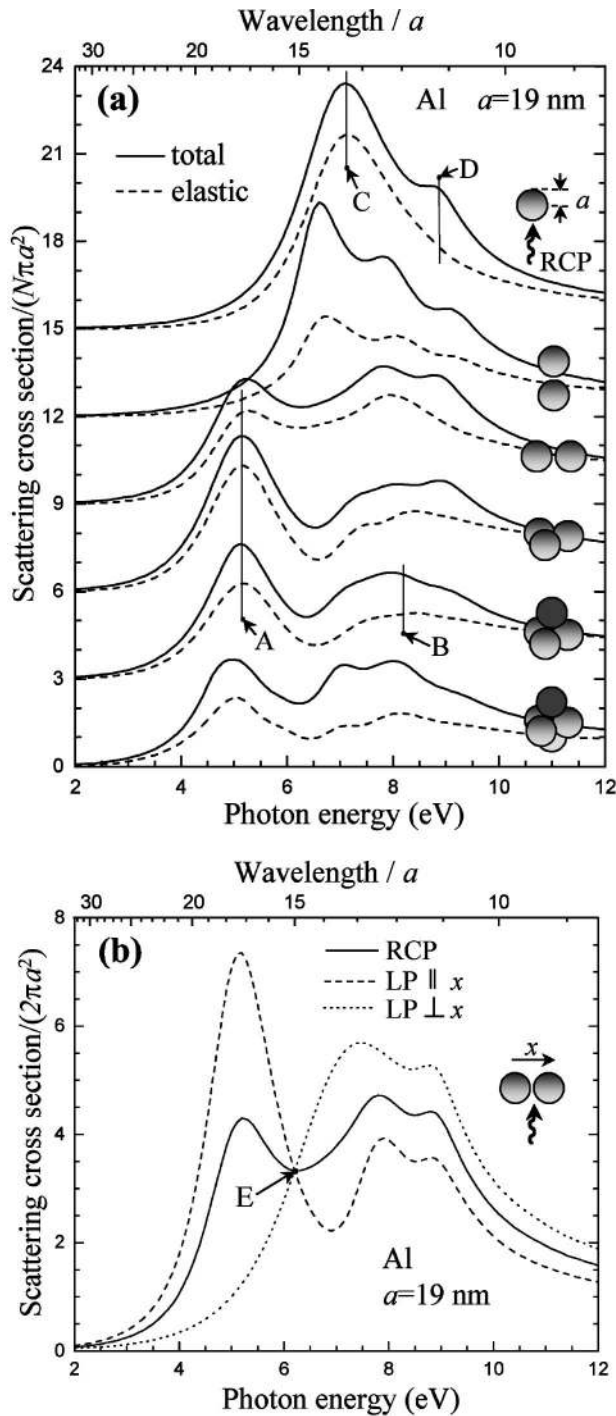 Wavelength / a
30 25 20 15 10
(a)
Al a=19 nm
total
elastic
C
D
a
RCP
A
B
24
21
18
15
12
9
6
3
0
Scattering cross section/(Nπa²)
2 4 6 8 10 12
Photon energy (eV)
Wavelength / a
30 25 20 15 10
(b)
RCP
LP ∥ x
LP ⊥ x
x
E
Al
a=19 nm
8
6
4
2
0
Scattering cross section/(2πa²)
2 4 6 8 10 12
Photon energy (eV)